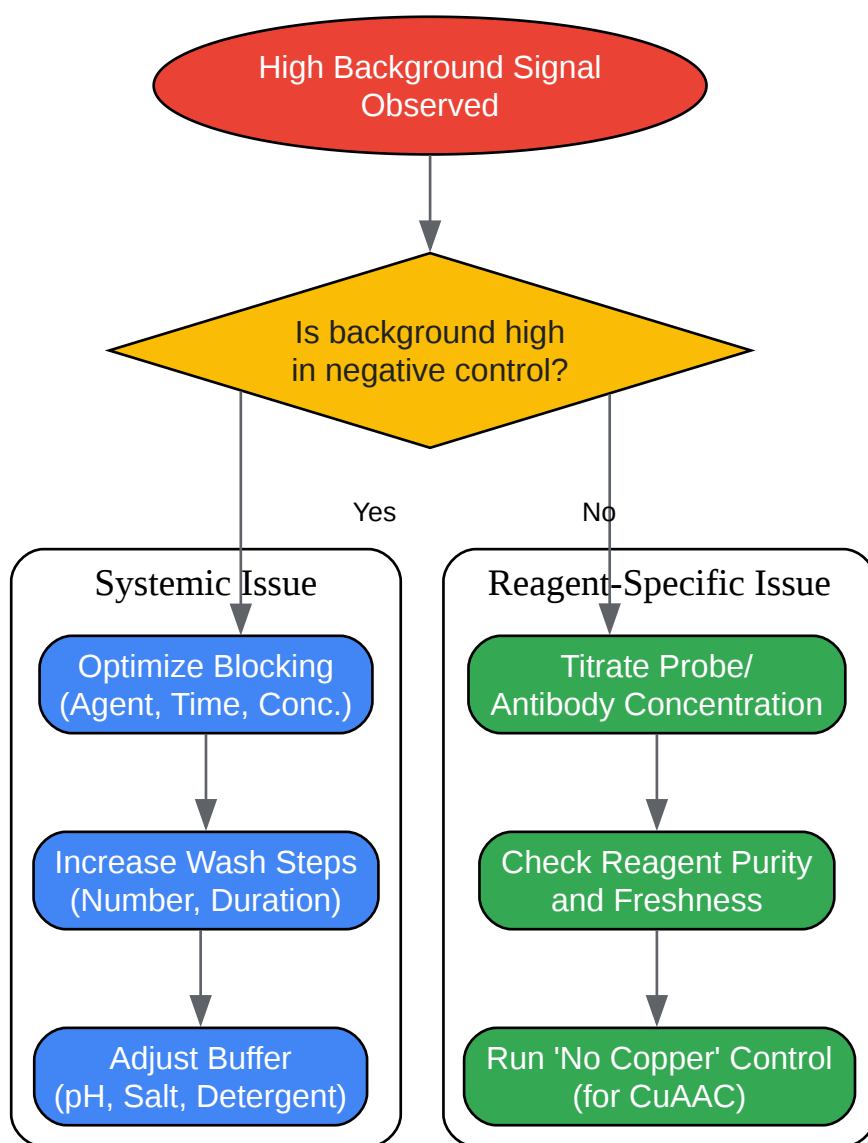 High Background Signal
Observed
Is background high
in negative control?
Yes
No
Systemic Issue
Optimize Blocking
(Agent, Time, Conc.)
Increase Wash Steps
(Number, Duration)
Adjust Buffer
(pH, Salt, Detergent)
Reagent-Specific Issue
Titrate Probe/
Antibody Concentration
Check Reagent Purity
and Freshness
Run 'No Copper' Control
(for CuAAC)